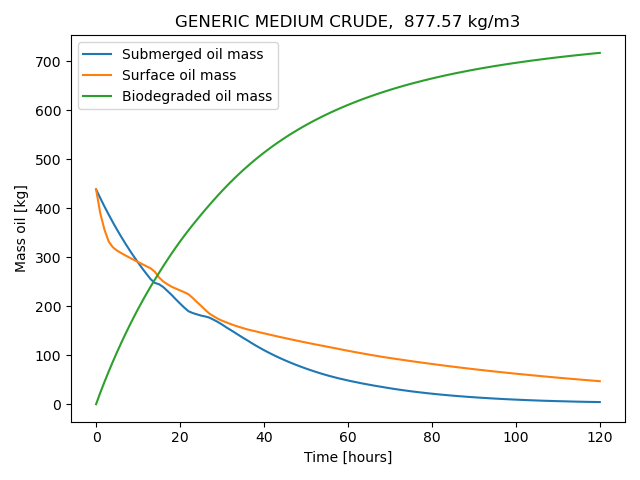 GENERIC MEDIUM CRUDE, 877.57 kg/m3
Submerged oil mass
Surface oil mass
Biodegraded oil mass
Mass oil [kg]
700
600
500
400
300
200
100
0
0 20 40 60 80 100 120
Time [hours]